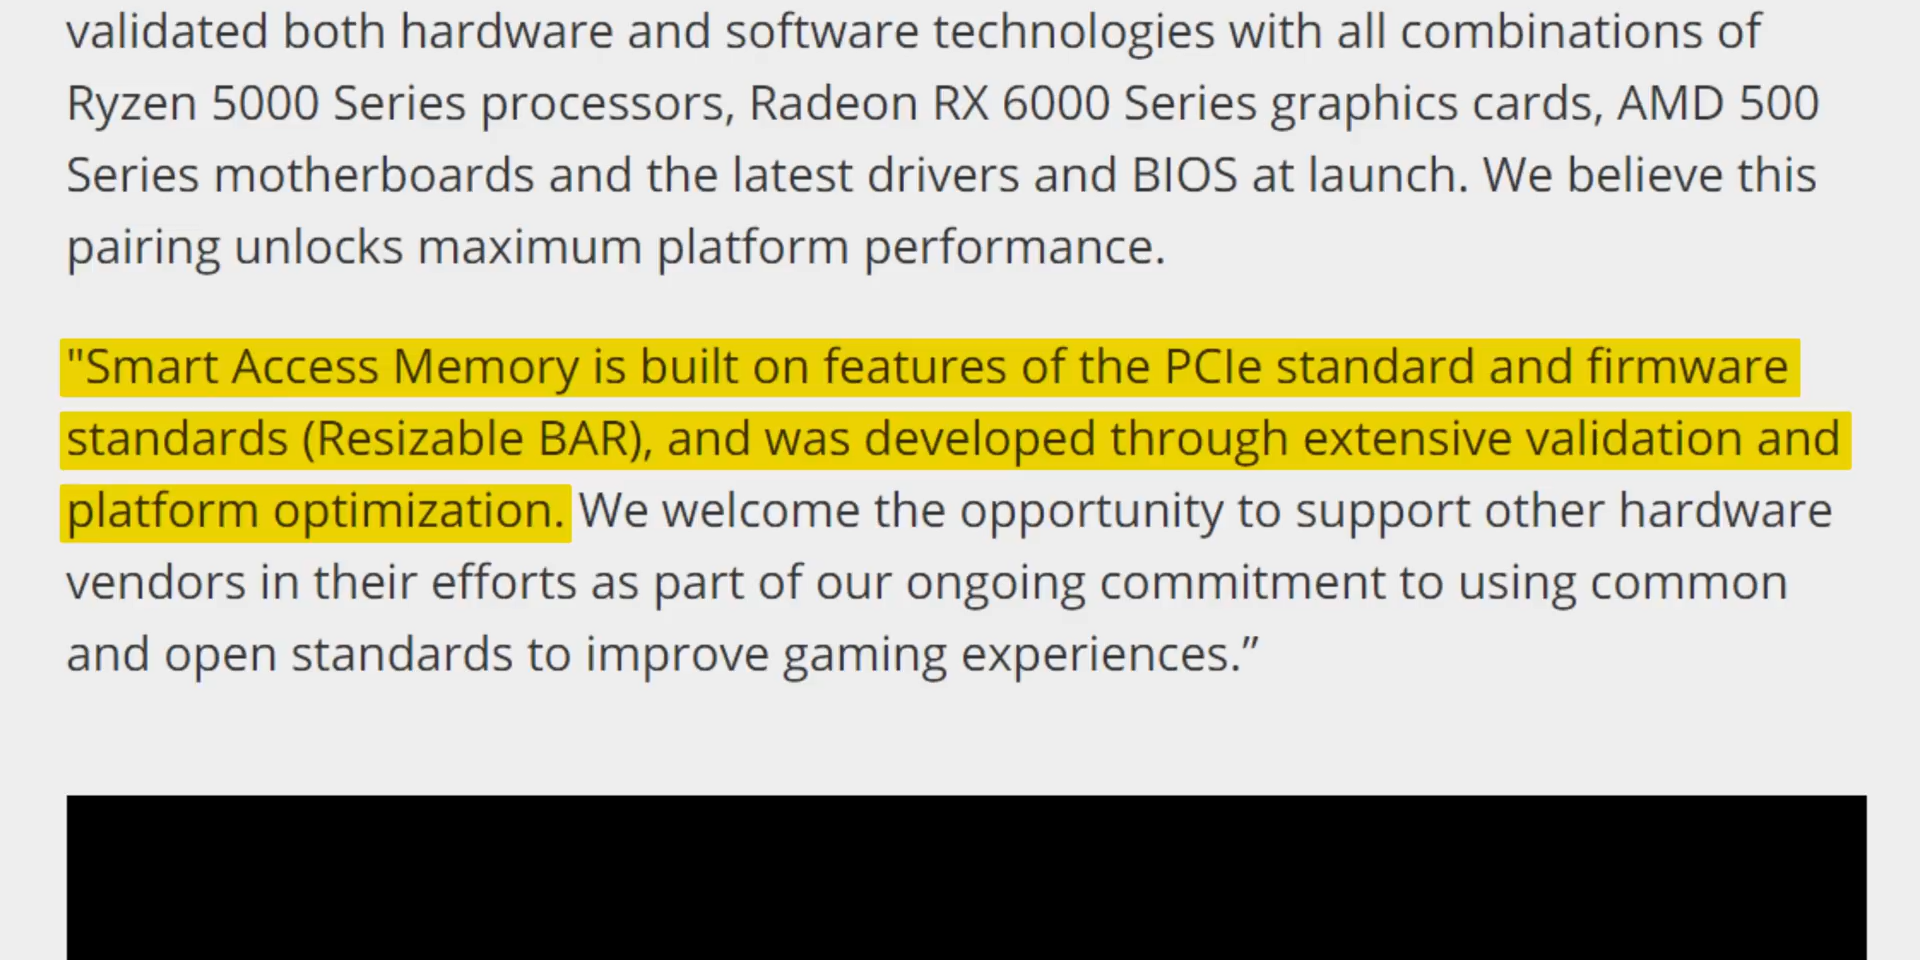 validated both hardware and software technologies with all combinations of
Ryzen 5000 Series processors, Radeon RX 6000 Series graphics cards, AMD 500
Series motherboards and the latest drivers and BIOS at launch. We believe this
pairing unlocks maximum platform performance.
"Smart Access Memory is built on features of the PCIe standard and firmware
standards (Resizable BAR), and was developed through extensive validation and
platform optimization. We welcome the opportunity to support other hardware
vendors in their efforts as part of our ongoing commitment to using common
and open standards to improve gaming experiences.”